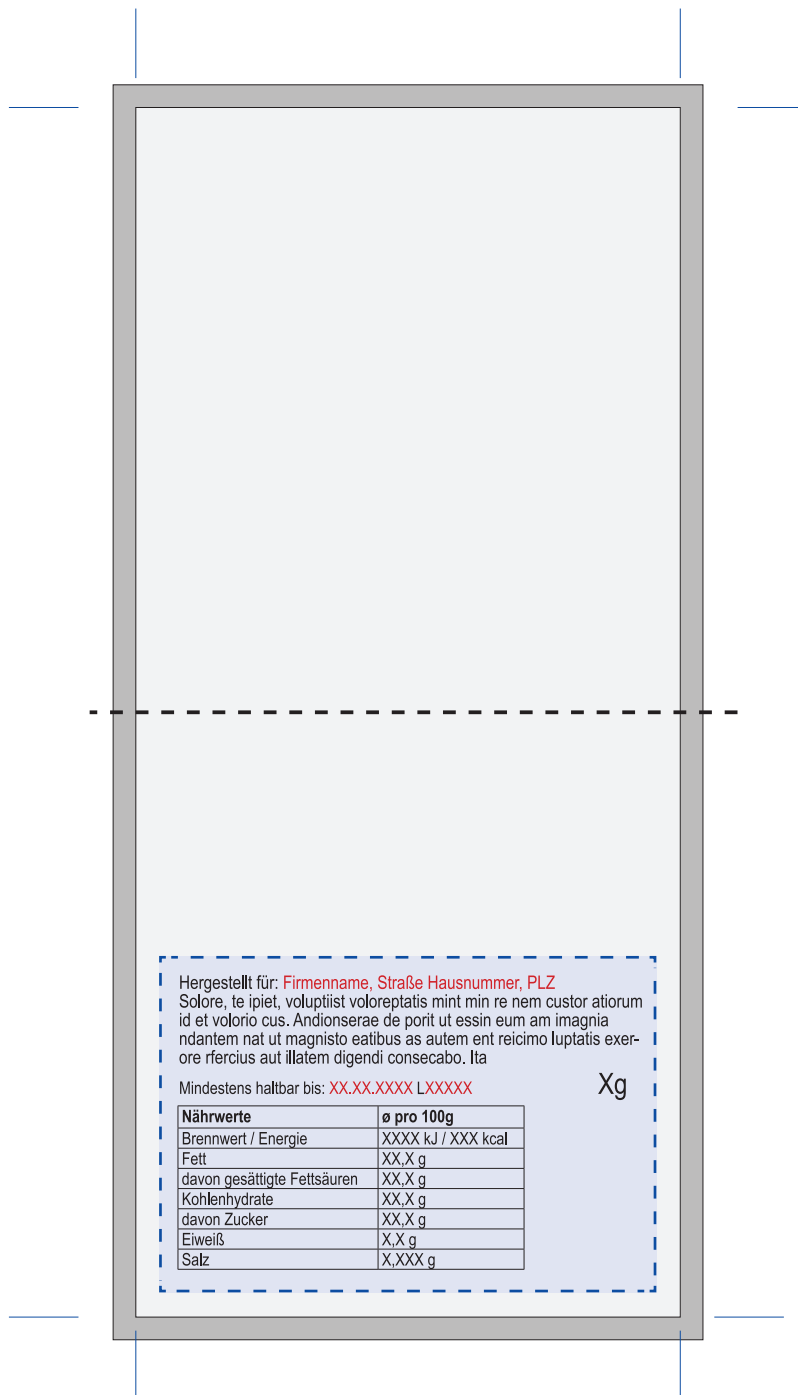 Hergestellt für: Firmenname, Straße Hausnummer, PLZ
Solore, te ipiet, voluptiist voloreptatis mint min re nem custor atiorum
id et volorio cus. Andionserae de porit ut essin eum am imagnia
ndantem nat ut magnisto eatibus as autem ent reicimo luptatis exer-
ore rfercius aut illatem digendi consecabo. Ita
Mindestens haltbar bis: XX.XX.XXXX LXXXXX
Xg
Nährwerte ø pro 100g
Brennwert / Energie XXXX kJ / XXX kcal
Fett XX,X g
davon gesättigte Fettsäuren XX,X g
Kohlenhydrate XX,X g
davon Zucker XX,X g
Eiweiß X,X g
Salz X,XXX g